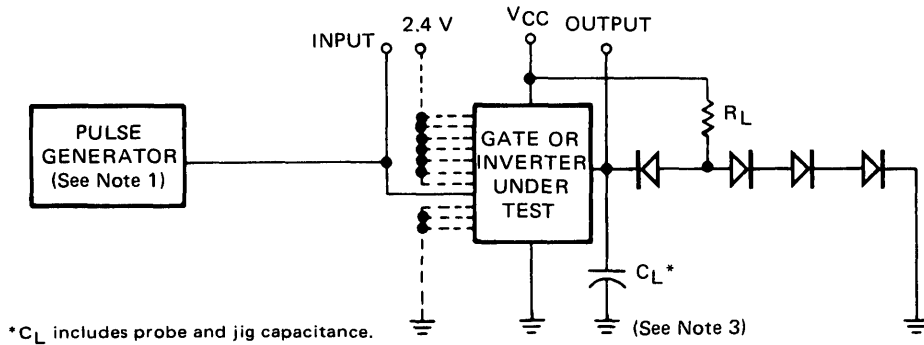 INPUT
2.4 V
VCC
OUTPUT
PULSE
GENERATOR
(See Note 1)
GATE OR
INVERTER
UNDER
TEST
RL
CL*
(See Note 3)
*CL includes probe and jig capacitance.